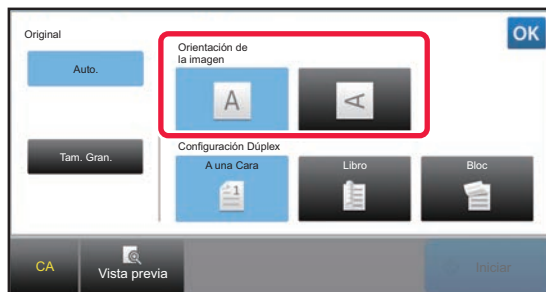 Original
OK
Orientación de
la imagen
Auto.
A
A
Configuración Dúplex
Tam. Gran.
A una Cara
Libro
Bloc
1
CA
Vista previa
Iniciar